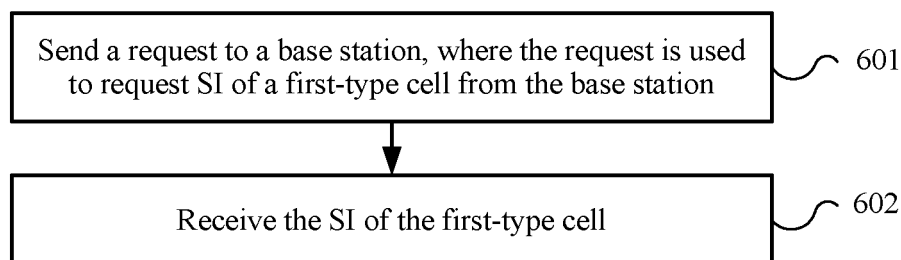 Send a request to a base station, where the request is used
to request SI of a first-type cell from the base station
601
Receive the SI of the first-type cell
602